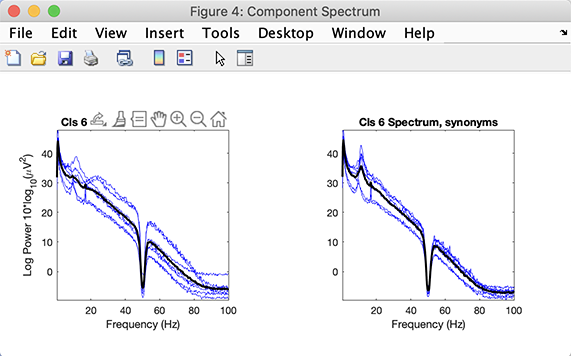 Figure 4: Component Spectrum
File Edit View Insert Tools Desktop Window Help
Cls 6
Cls 6 Spectrum, synonyms
Log Power 10*log10(μV2)
40
30
20
10
0
20 40 60 80 100
Frequency (Hz)
40
30
20
10
0
20 40 60 80 100
Frequency (Hz)